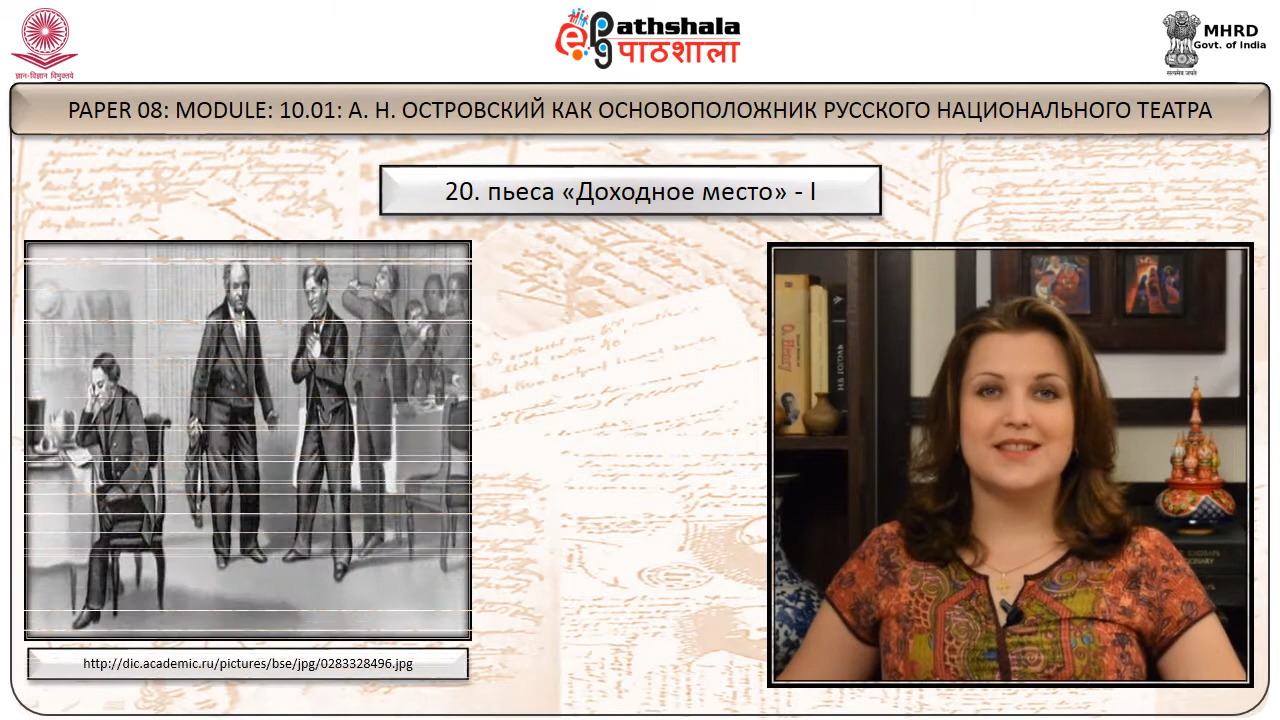 ज्ञान-विज्ञान विमुक्तये
ePg Pathshala
पाठशाला
MHRD
Govt. of India
सत्यमेव जयते
PAPER 08: MODULE: 10.01: А. Н. ОСТРОВСКИЙ КАК ОСНОВОПОЛОЖНИК РУССКОГО НАЦИОНАЛЬНОГО ТЕАТРА
20. пьеса «Доходное место» - I
O. Henry
Н.В. ГОГОЛЬ
http://dic.academic.ru/pictures/bse/jpg/0283328496.jpg